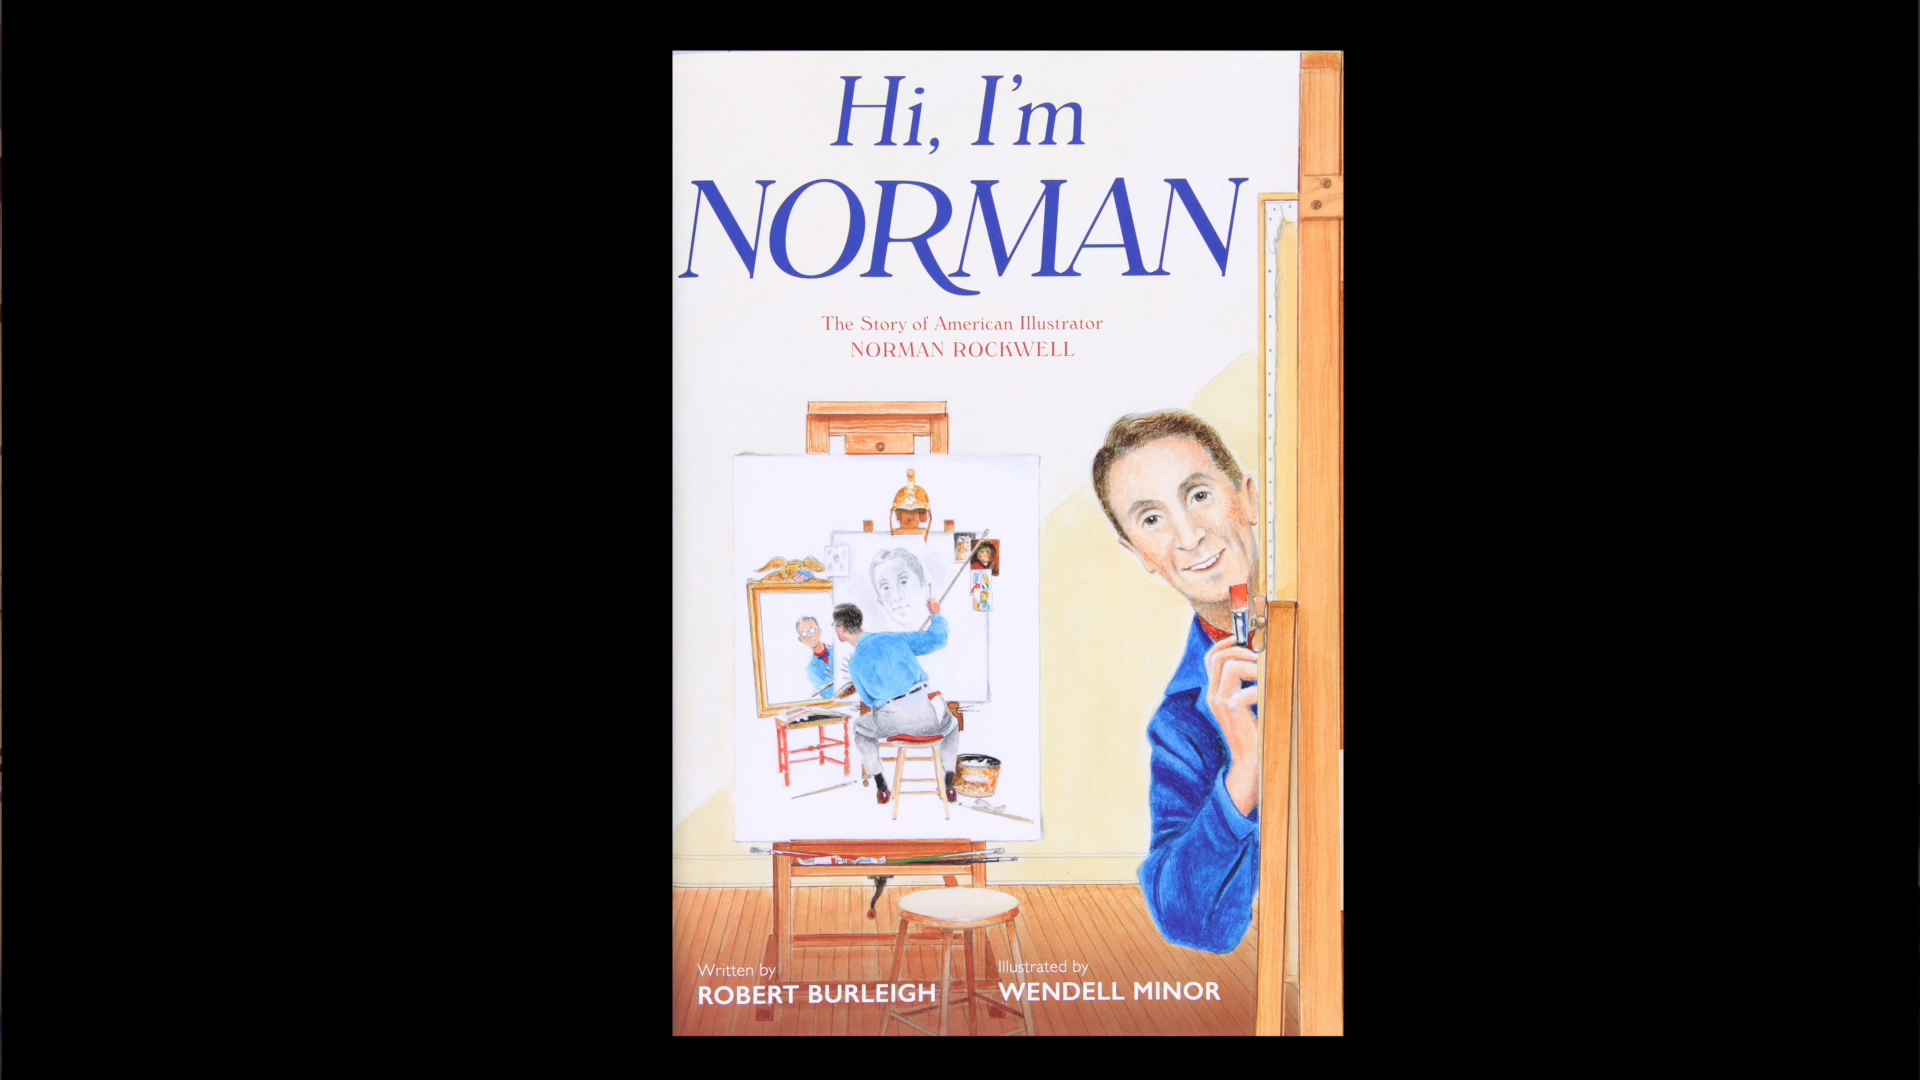 Hi, I'm
NORMAN
The Story of American Illustrator
NORMAN ROCKWELL
Written by
ROBERT BURLEIGH
Illustrated by
WENDELL MINOR